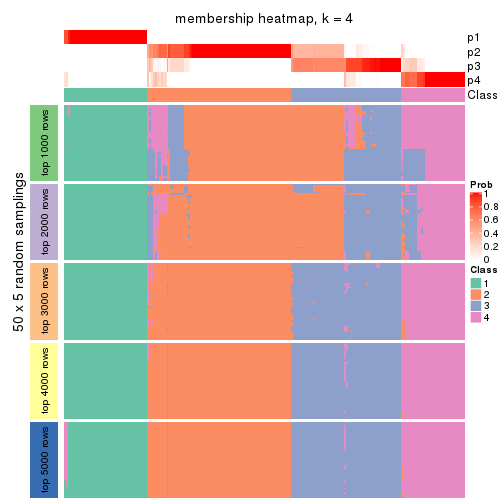 membership heatmap, k = 4
p1
p2
p3
p4
Class
50 x 5 random samplings
top 1000 rows
top 2000 rows
top 3000 rows
top 4000 rows
top 5000 rows
Prob
1
0.8
0.6
0.4
0.2
0
Class
1
2
3
4